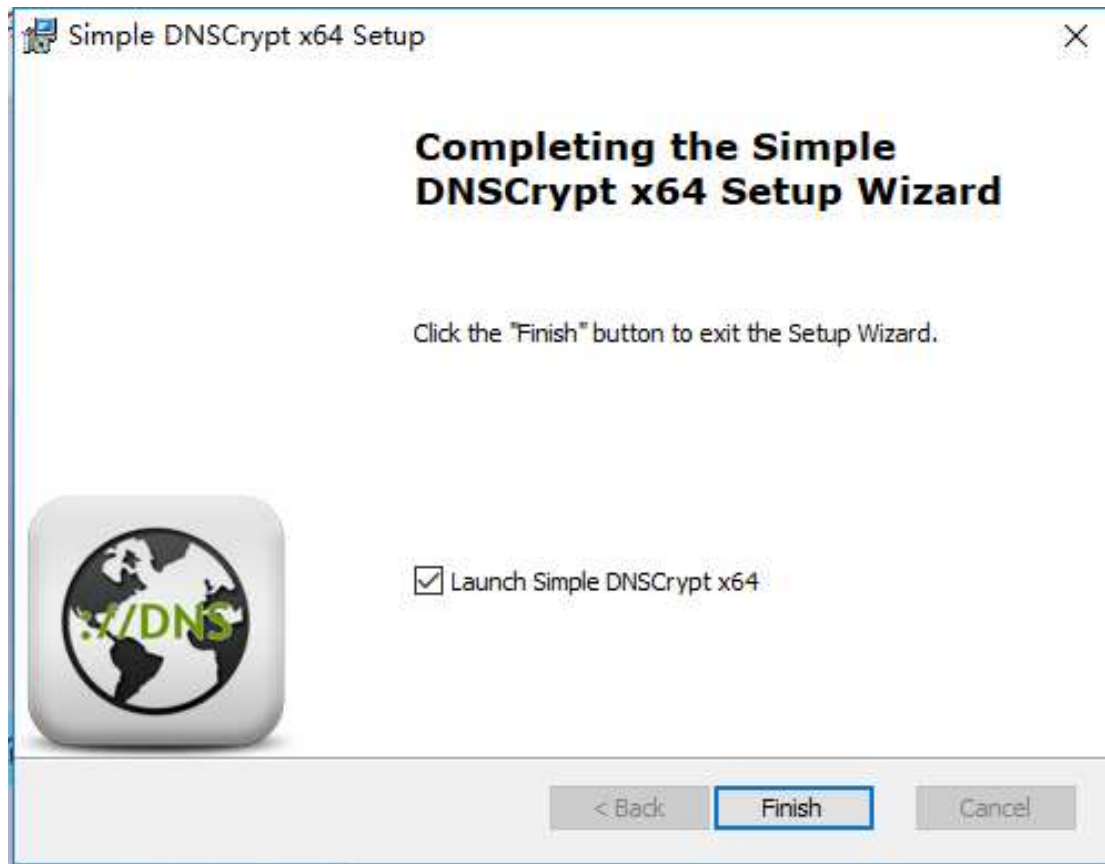 Simple DNSCrypt x64 Setup
Completing the Simple
DNSCrypt x64 Setup Wizard
Click the "Finish" button to exit the Setup Wizard.
://DNS
Launch Simple DNSCrypt x64
< Back
Finish
Cancel